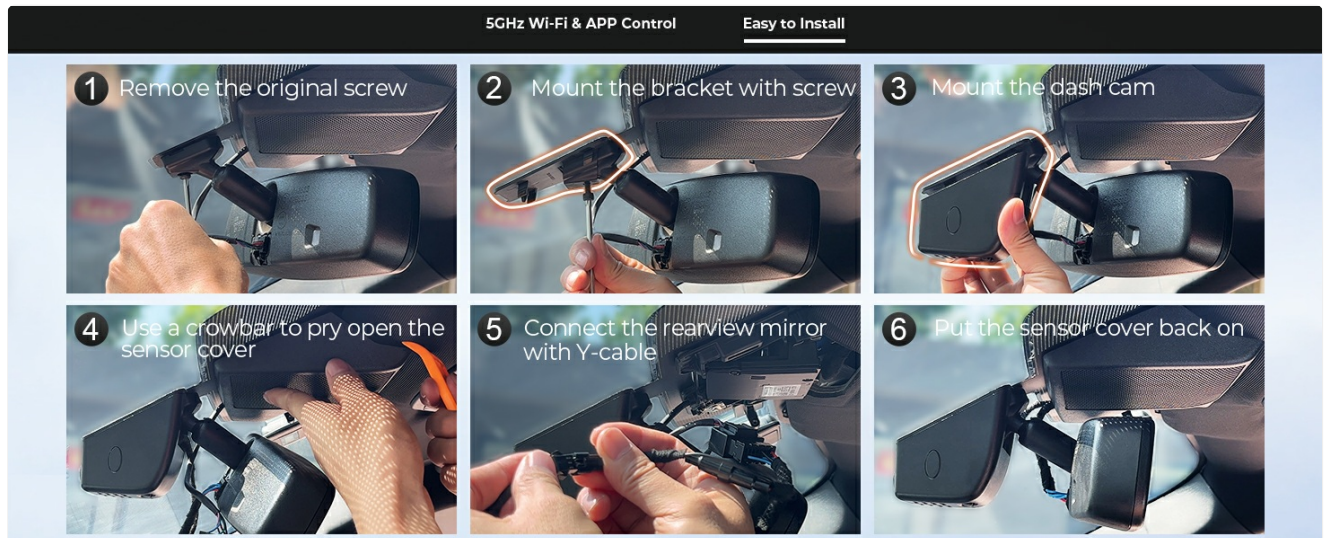 5GHz Wi-Fi & APP Control
Easy to Install
1 Remove the original screw
2 Mount the bracket with screw
3 Mount the dash cam
4 Use a crowbar to pry open the
sensor cover
5 Connect the rearview mirror
with Y-cable
6 Put the sensor cover back on